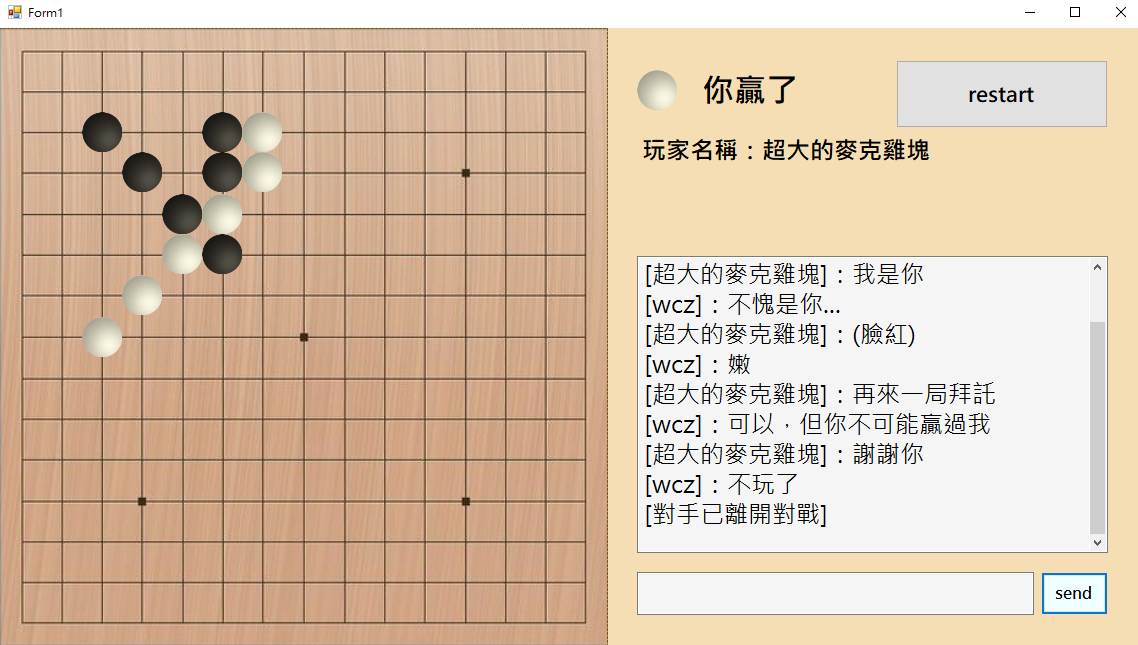 Form1
你贏了
restart
玩家名稱：超大的麥克雞塊
[超大的麥克雞塊]：我是你
[wcz]：不愧是你...
[超大的麥克雞塊]：(臉紅)
[wcz]：嫩
[超大的麥克雞塊]：再來一局拜託
[wcz]：可以，但你不可能贏過我
[超大的麥克雞塊]：謝謝你
[wcz]：不玩了
[對手已離開對戰]
send